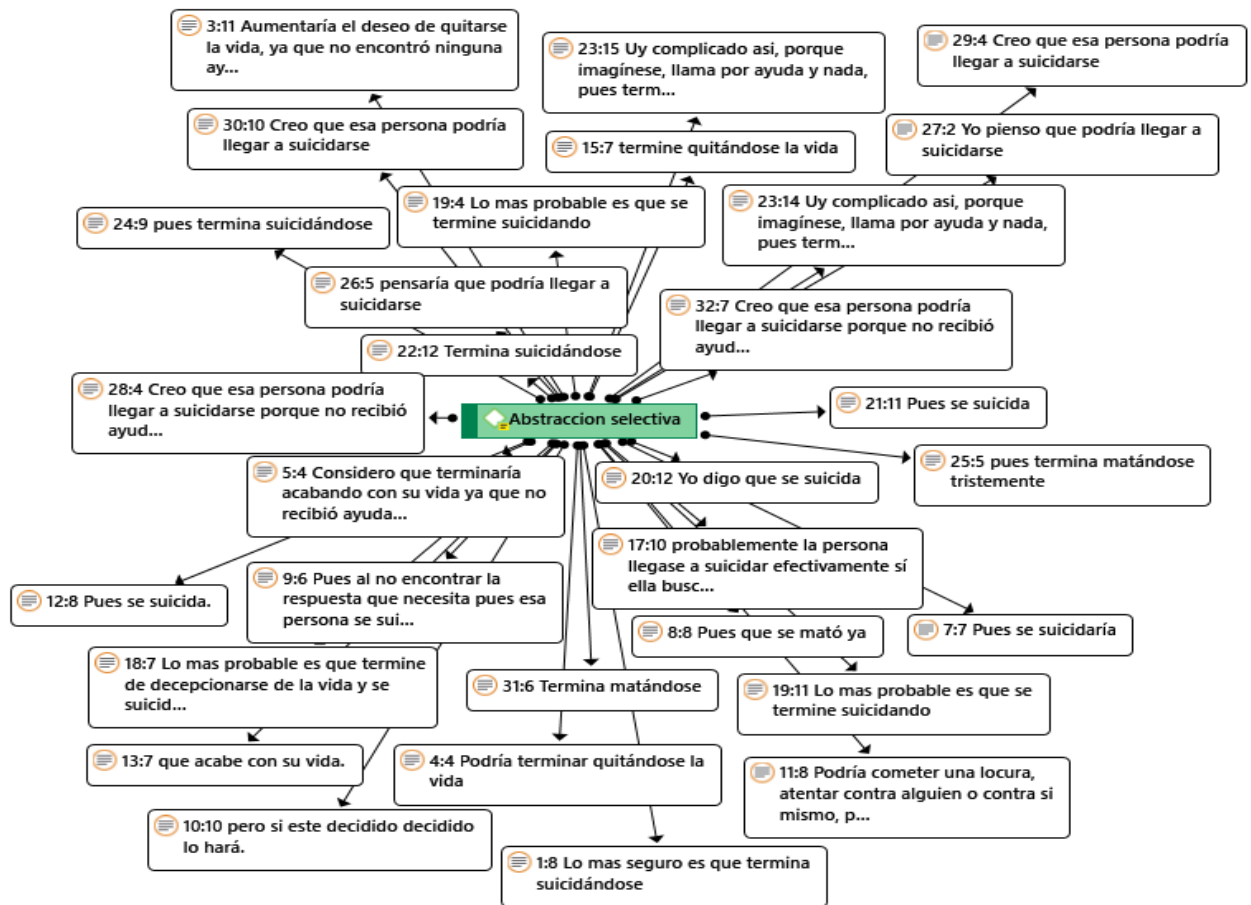 3:11 Aumentaría el deseo de quitarse
la vida, ya que no encontró ninguna
ay...
23:15 Uy complicado asi, porque
imagínese, llama por ayuda y nada,
pues term...
29:4 Creo que esa persona podría
llegar a suicidarse
30:10 Creo que esa persona podría
llegar a suicidarse
15:7 termine quitándose la vida
27:2 Yo pienso que podría llegar a
suicidarse
19:4 Lo mas probable es que se
termine suicidando
23:14 Uy complicado asi, porque
imagínese, llama por ayuda y nada,
pues term...
24:9 pues termina suicidándose
26:5 pensaría que podría llegar a
suicidarse
32:7 Creo que esa persona podría
llegar a suicidarse porque no recibió
ayud...
22:12 Termina suicidándose
28:4 Creo que esa persona podría
llegar a suicidarse porque no recibió
ayud...
Abstraccion selectiva
21:11 Pues se suicida
25:5 pues termina matándose
tristemente
5:4 Considero que terminaría
acabando con su vida ya que no
recibió ayuda...
20:12 Yo digo que se suicida
17:10 probablemente la persona
llegase a suicidar efectivamente sí
ella busc...
9:6 Pues al no encontrar la
respuesta que necesita pues esa
persona se sui...
12:8 Pues se suicida.
8:8 Pues que se mató ya
7:7 Pues se suicidaría
18:7 Lo mas probable es que termine
de decepcionarse de la vida y se
suicid...
31:6 Termina matándose
19:11 Lo mas probable es que se
termine suicidando
13:7 que acabe con su vida.
4:4 Podría terminar quitándose la
vida
11:8 Podría cometer una locura,
atentar contra alguien o contra si
mismo, p...
10:10 pero si este decidido decidido
lo hará.
1:8 Lo mas seguro es que termina
suicidándose